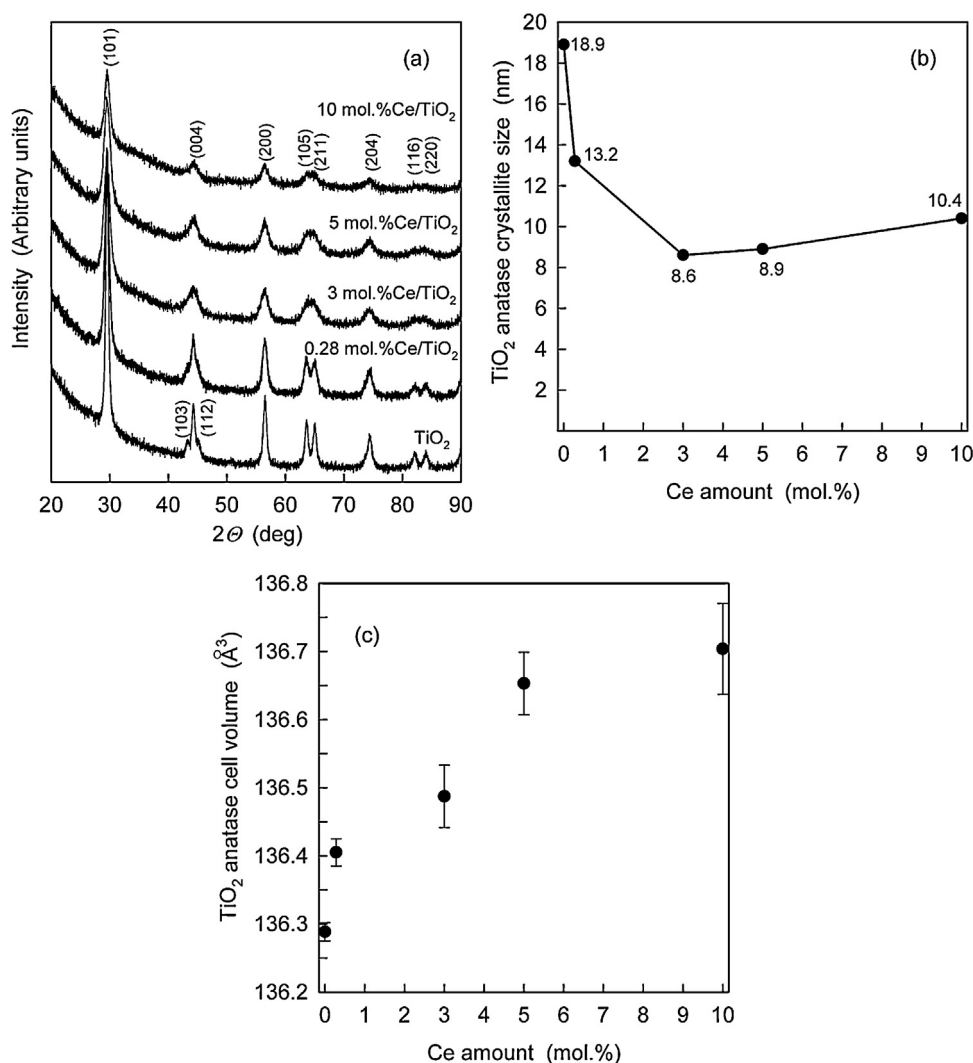 (a)
(101)
10 mol.%Ce/TiO₂
(004)
(200)
(105)
(211)
(204)
(116)
(220)
5 mol.%Ce/TiO₂
3 mol.%Ce/TiO₂
0.28 mol.%Ce/TiO₂
(103)
(112)
TiO₂
Intensity (Arbitrary units)
20 30 40 50 60 70 80 90
2Θ (deg)
(b)
TiO₂ anatase crystallite size (nm)
20
18
16
14
12
10
8
6
4
2
18.9
13.2
8.6
8.9
10.4
0 1 2 3 4 5 6 7 8 9 10
Ce amount (mol.%)
(c)
TiO₂ anatase cell volume (Å³)
136.8
136.7
136.6
136.5
136.4
136.3
136.2
0 1 2 3 4 5 6 7 8 9 10
Ce amount (mol.%)